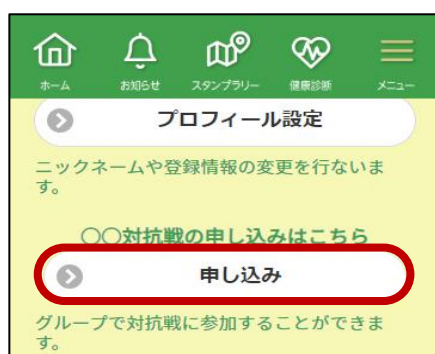 ホーム お知らせ スタンプラリー 健康診断 メニュー
プロフィール設定
ニックネームや登録情報の変更を行ないま
す。
〇〇対抗戦の申し込みはこちら
申し込み
グループで対抗戦に参加することができま
す。